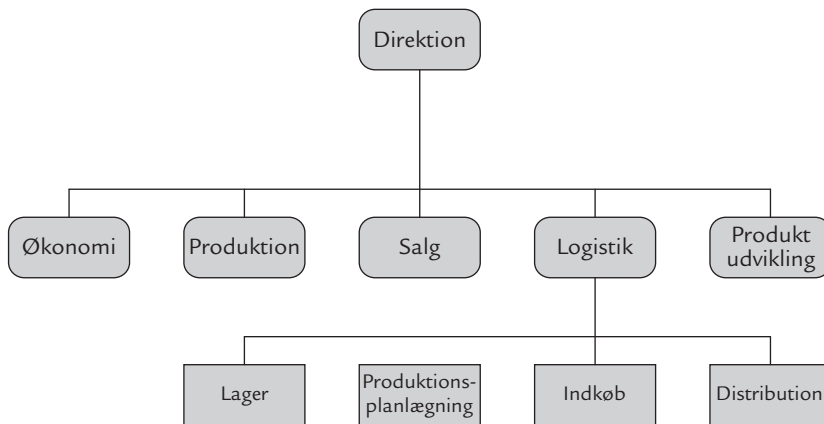 Direktion
Økonomi
Produktion
Salg
Logistik
Produkt
udvikling
Lager
Produktions-
planlægning
Indkøb
Distribution